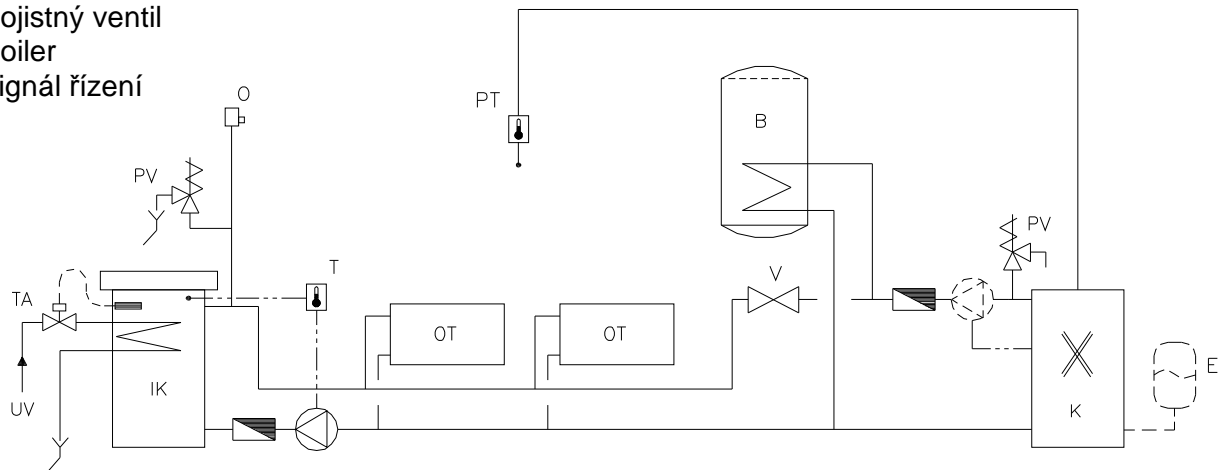 ojistný ventil
oiler
ignál řízení
O
PT
B
PV
PV
T
V
TA
OT
OT
E
IK
K
UV